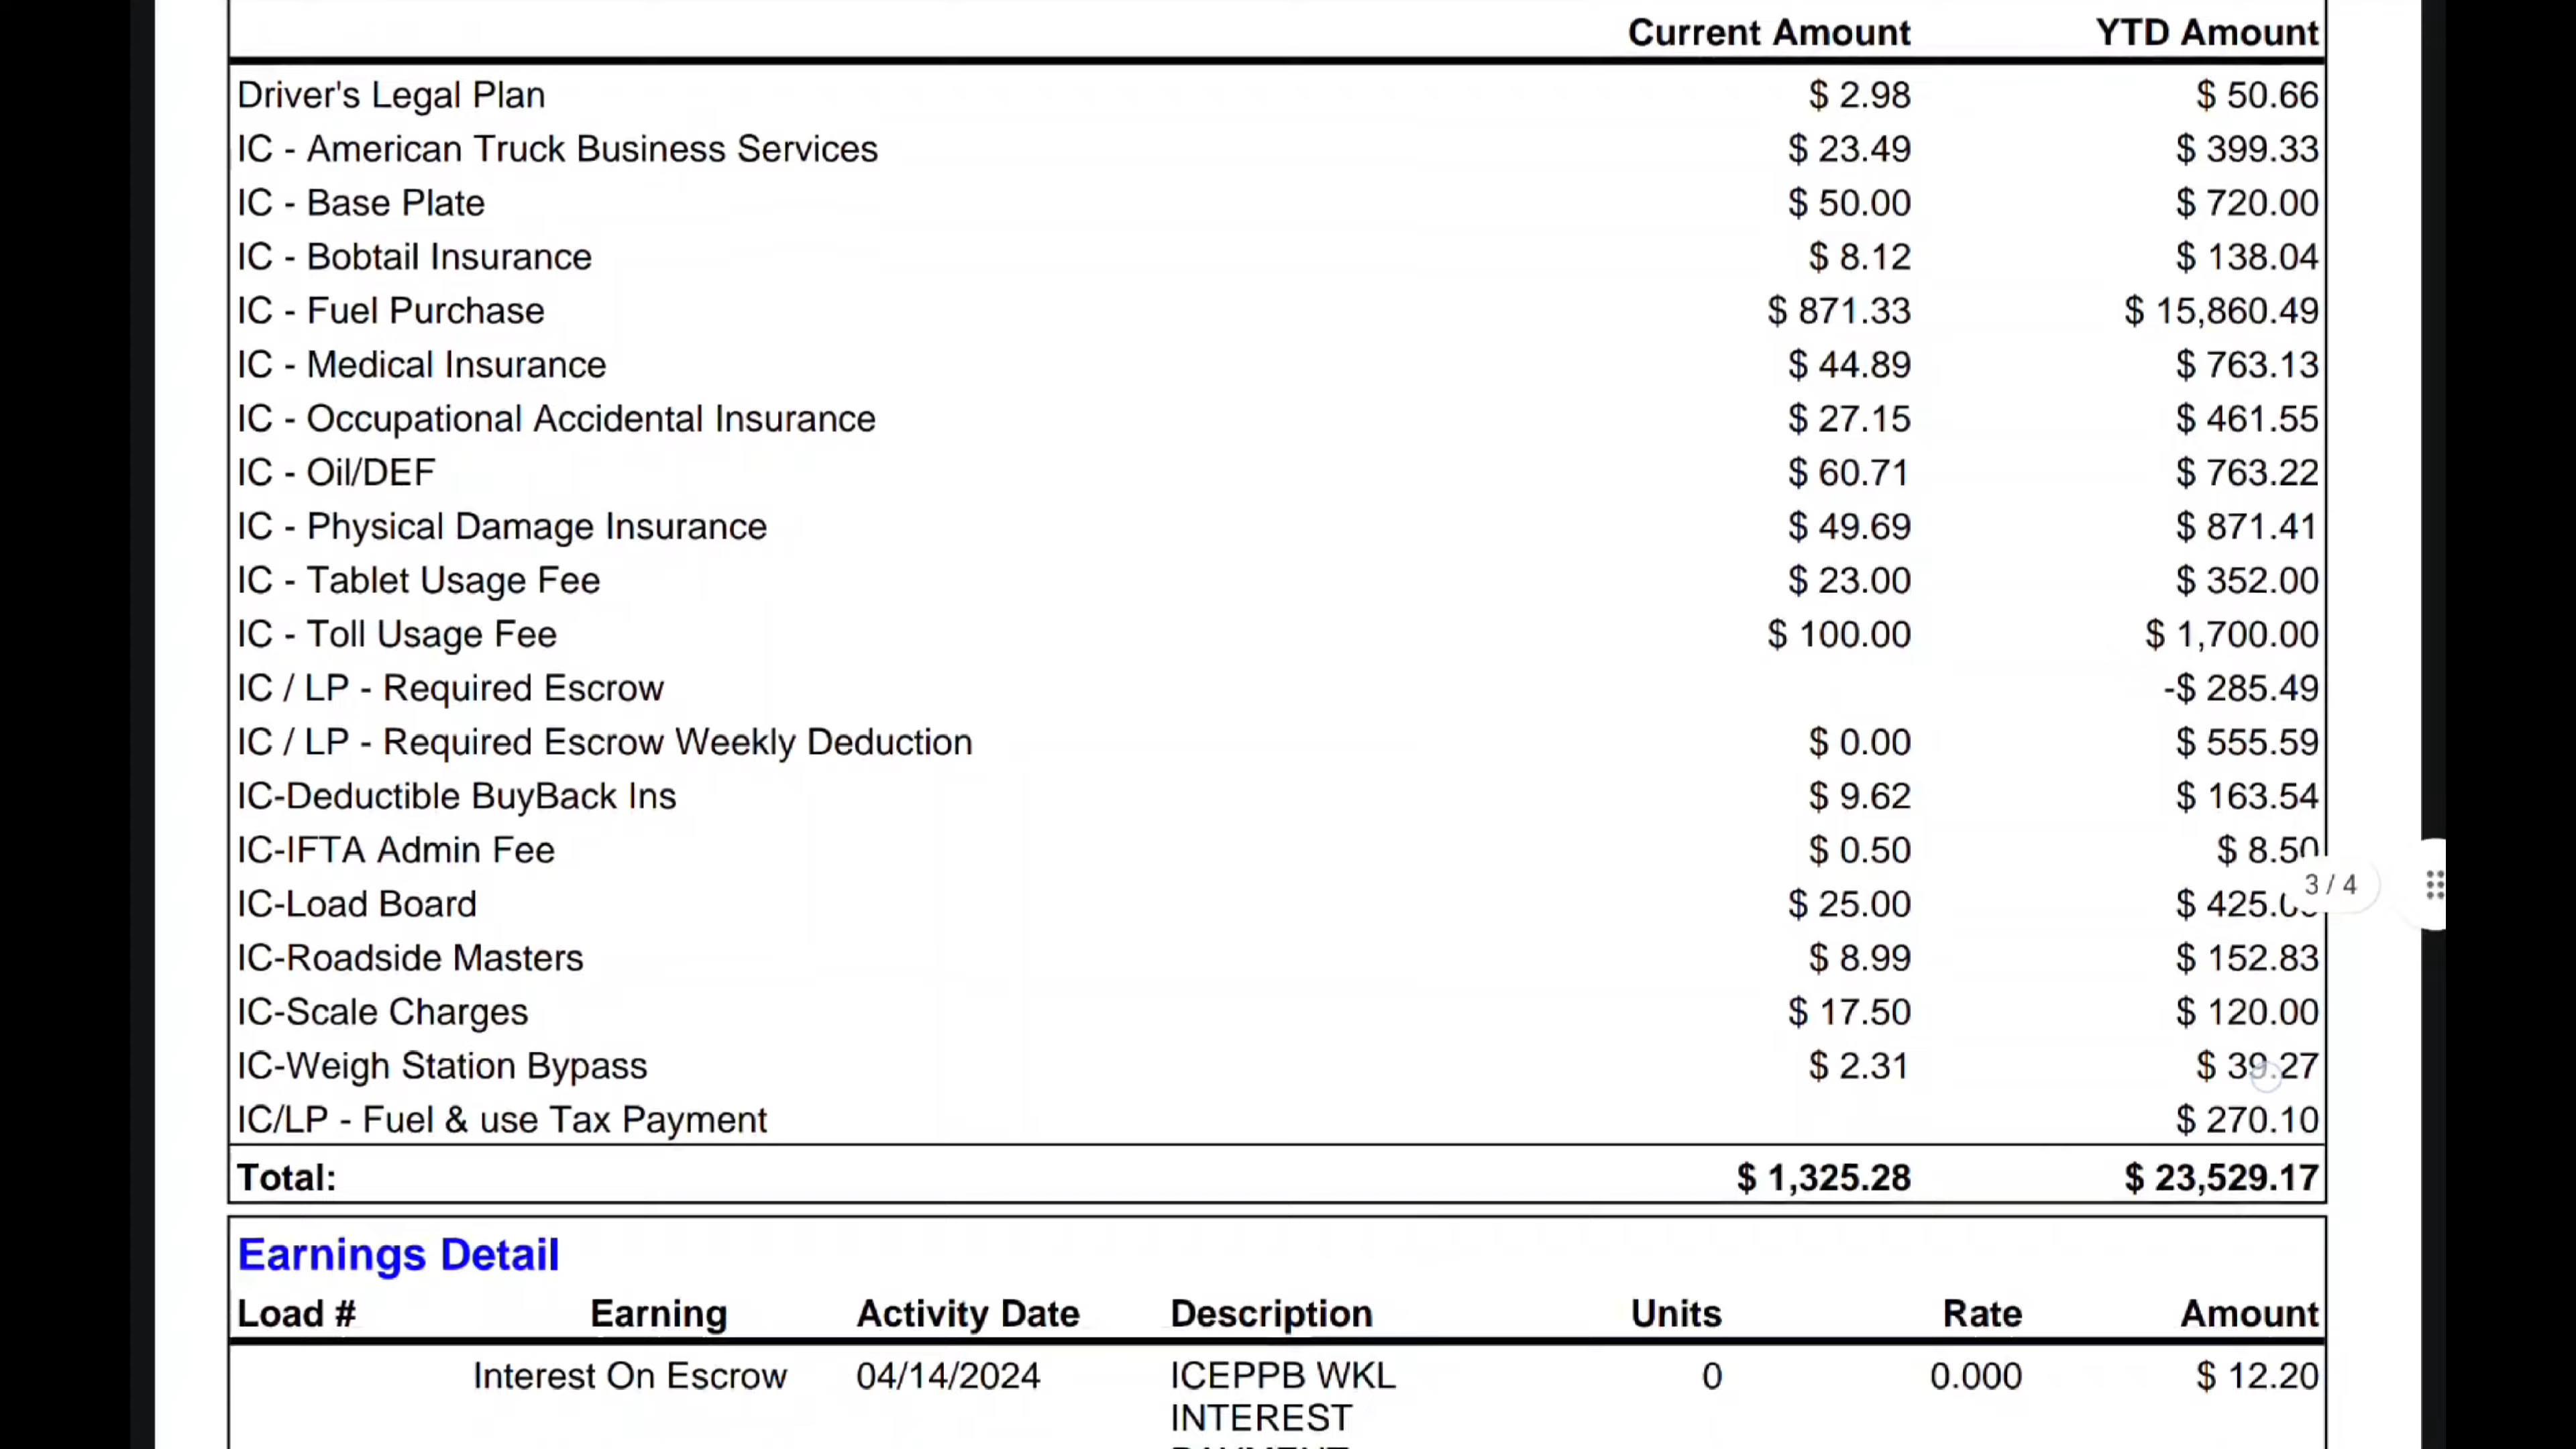 Current Amount YTD Amount
Driver's Legal Plan $ 2.98 $ 50.66
IC - American Truck Business Services $ 23.49 $ 399.33
IC - Base Plate $ 50.00 $ 720.00
IC - Bobtail Insurance $ 8.12 $ 138.04
IC - Fuel Purchase $ 871.33 $ 15,860.49
IC - Medical Insurance $ 44.89 $ 763.13
IC - Occupational Accidental Insurance $ 27.15 $ 461.55
IC - Oil/DEF $ 60.71 $ 763.22
IC - Physical Damage Insurance $ 49.69 $ 871.41
IC - Tablet Usage Fee $ 23.00 $ 352.00
IC - Toll Usage Fee $ 100.00 $ 1,700.00
IC / LP - Required Escrow -$ 285.49
IC / LP - Required Escrow Weekly Deduction $ 0.00 $ 555.59
IC-Deductible BuyBack Ins $ 9.62 $ 163.54
IC-IFTA Admin Fee $ 0.50 $ 8.50
3 / 4
IC-Load Board $ 25.00 $
IC-Roadside Masters $ 8.99 $ 152.83
IC-Scale Charges $ 17.50 $ 120.00
IC-Weigh Station Bypass $ 2.31 $ 39.27
IC/LP - Fuel & use Tax Payment $ 270.10
Total: $ 1,325.28 $ 23,529.17
Earnings Detail
Load # Earning Activity Date Description Units Rate Amount
Interest On Escrow 04/14/2024 ICEPPB WKL 0 0.000 $ 12.20
INTEREST